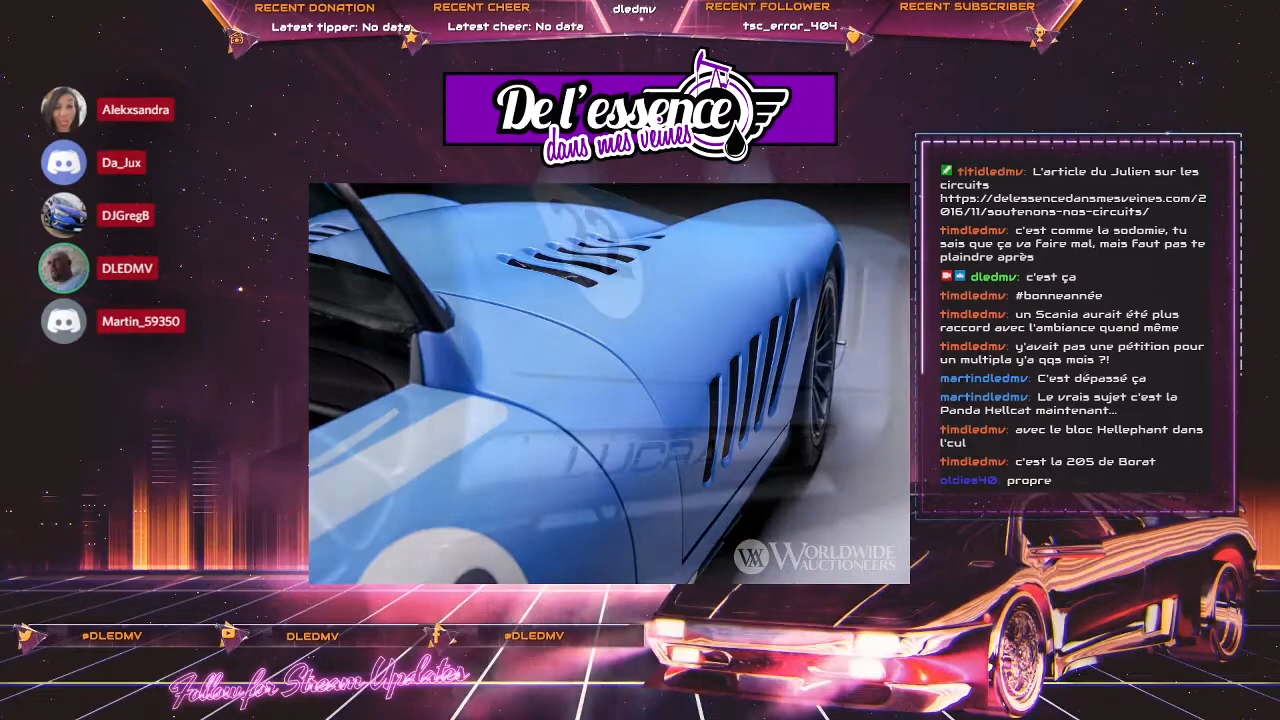 RECENT DONATION
RECENT CHEER
dledmv
RECENT FOLLOWER
RECENT SUBSCRIBER
Latest tipper: No data
Latest cheer: No data
tsc_error_404
De l'essence
dans mes veines
Alekxsandra
Da_Jux
DJGregB
DLEDMV
Martin_59350
titidledmv: L'article du Julien sur les
circuits
https://delessencedansmesveines.com/2
016/11/soutenons-nos-circuits/
timdledmv: c'est comme la sodomie, tu
sais que ça va faire mal, mais faut pas te
plaindre après
dledmv: c'est ça
timdledmv: #bonneannée
timdledmv: un Scania aurait été plus
raccord avec l'ambiance quand même
timdledmv: y'avait pas une pétition pour
un multipla y'a qqs mois ?!
martindledmv: C'est dépassé ça
martindledmv: Le vrais sujet c'est la
Panda Hellcat maintenant...
timdledmv: avec le bloc Hellephant dans
l'cul
timdledmv: c'est la 205 de Borat
oldies40: propre
LUCRA
WORLDWIDE
AUCTIONEERS
@DLEDMV
DLEDMV
@DLEDMV
Follow for Stream Updates